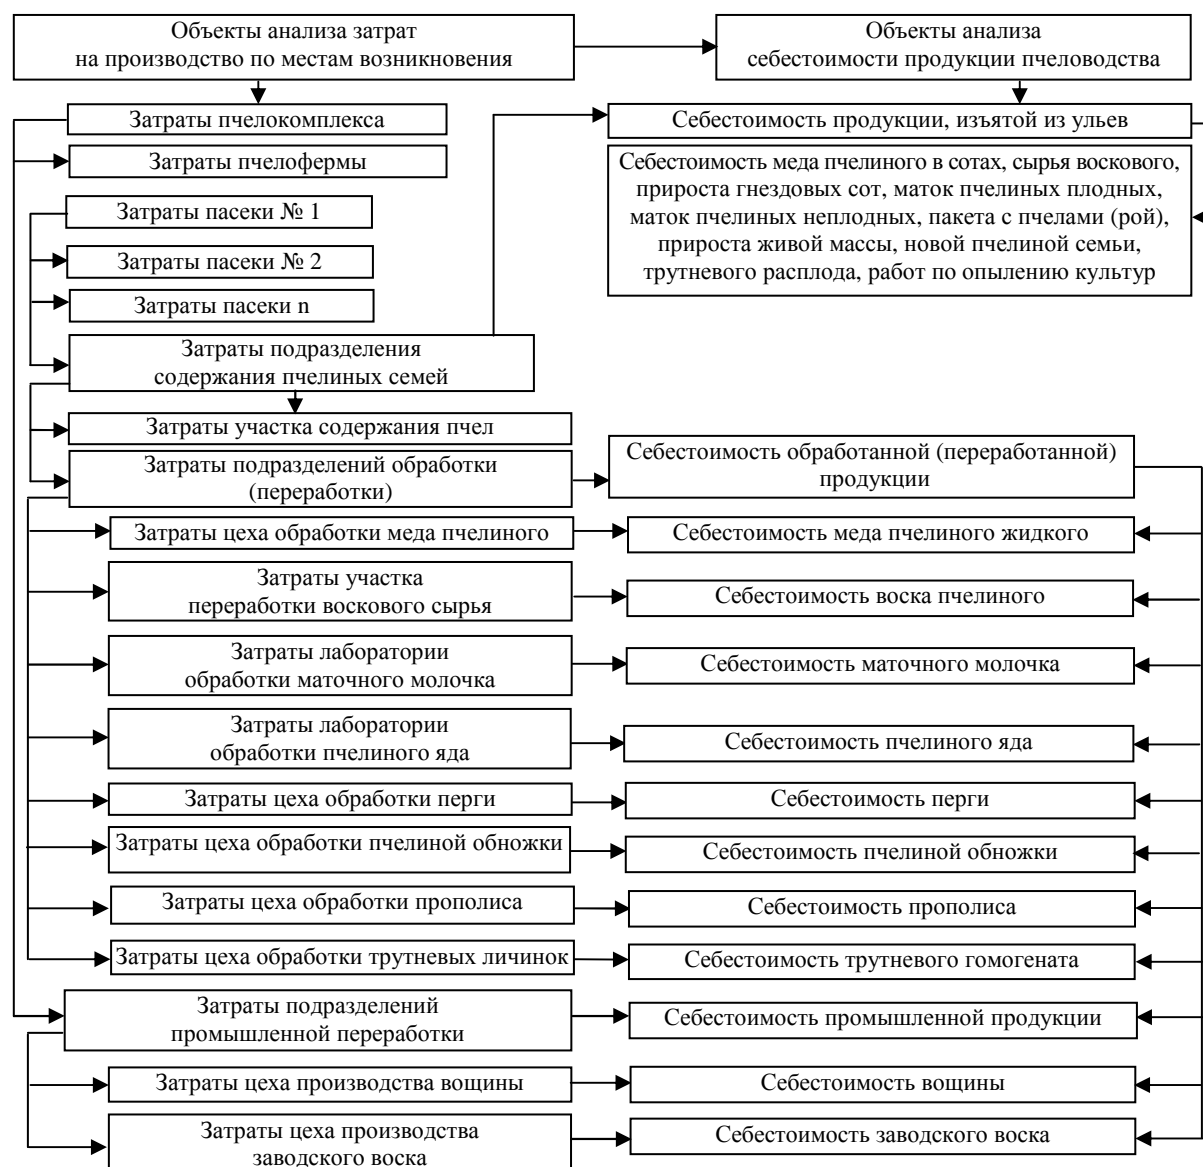 Объекты анализа затрат
на производство по местам возникновения
Объекты анализа
себестоимости продукции пчеловодства
Затраты пчелокомплекса
Себестоимость продукции, изъятой из ульев
Затраты пчелофермы
Себестоимость меда пчелиного в сотах, сырья воскового,
прироста гнездовых сот, маток пчелиных плодных,
маток пчелиных неплодных, пакета с пчелами (рой),
прироста живой массы, новой пчелиной семьи,
трутневого расплода, работ по опылению культур
Затраты пасеки № 1
Затраты пасеки № 2
Затраты пасеки n
Затраты подразделения
содержания пчелиных семей
Затраты участка содержания пчел
Затраты подразделений обработки
(переработки)
Себестоимость обработанной (переработанной)
продукции
Затраты цеха обработки меда пчелиного
Себестоимость меда пчелиного жидкого
Затраты участка
переработки воскового сырья
Себестоимость воска пчелиного
Затраты лаборатории
обработки маточного молочка
Себестоимость маточного молочка
Затраты лаборатории
обработки пчелиного яда
Себестоимость пчелиного яда
Затраты цеха обработки перги
Себестоимость перги
Затраты цеха обработки пчелиной обножки
Себестоимость пчелиной обножки
Затраты цеха обработки прополиса
Себестоимость прополиса
Затраты цеха обработки трутневых личинок
Себестоимость трутневого гомогената
Затраты подразделений
промышленной переработки
Себестоимость промышленной продукции
Затраты цеха производства вощины
Себестоимость вощины
Затраты цеха производства
заводского воска
Себестоимость заводского воска